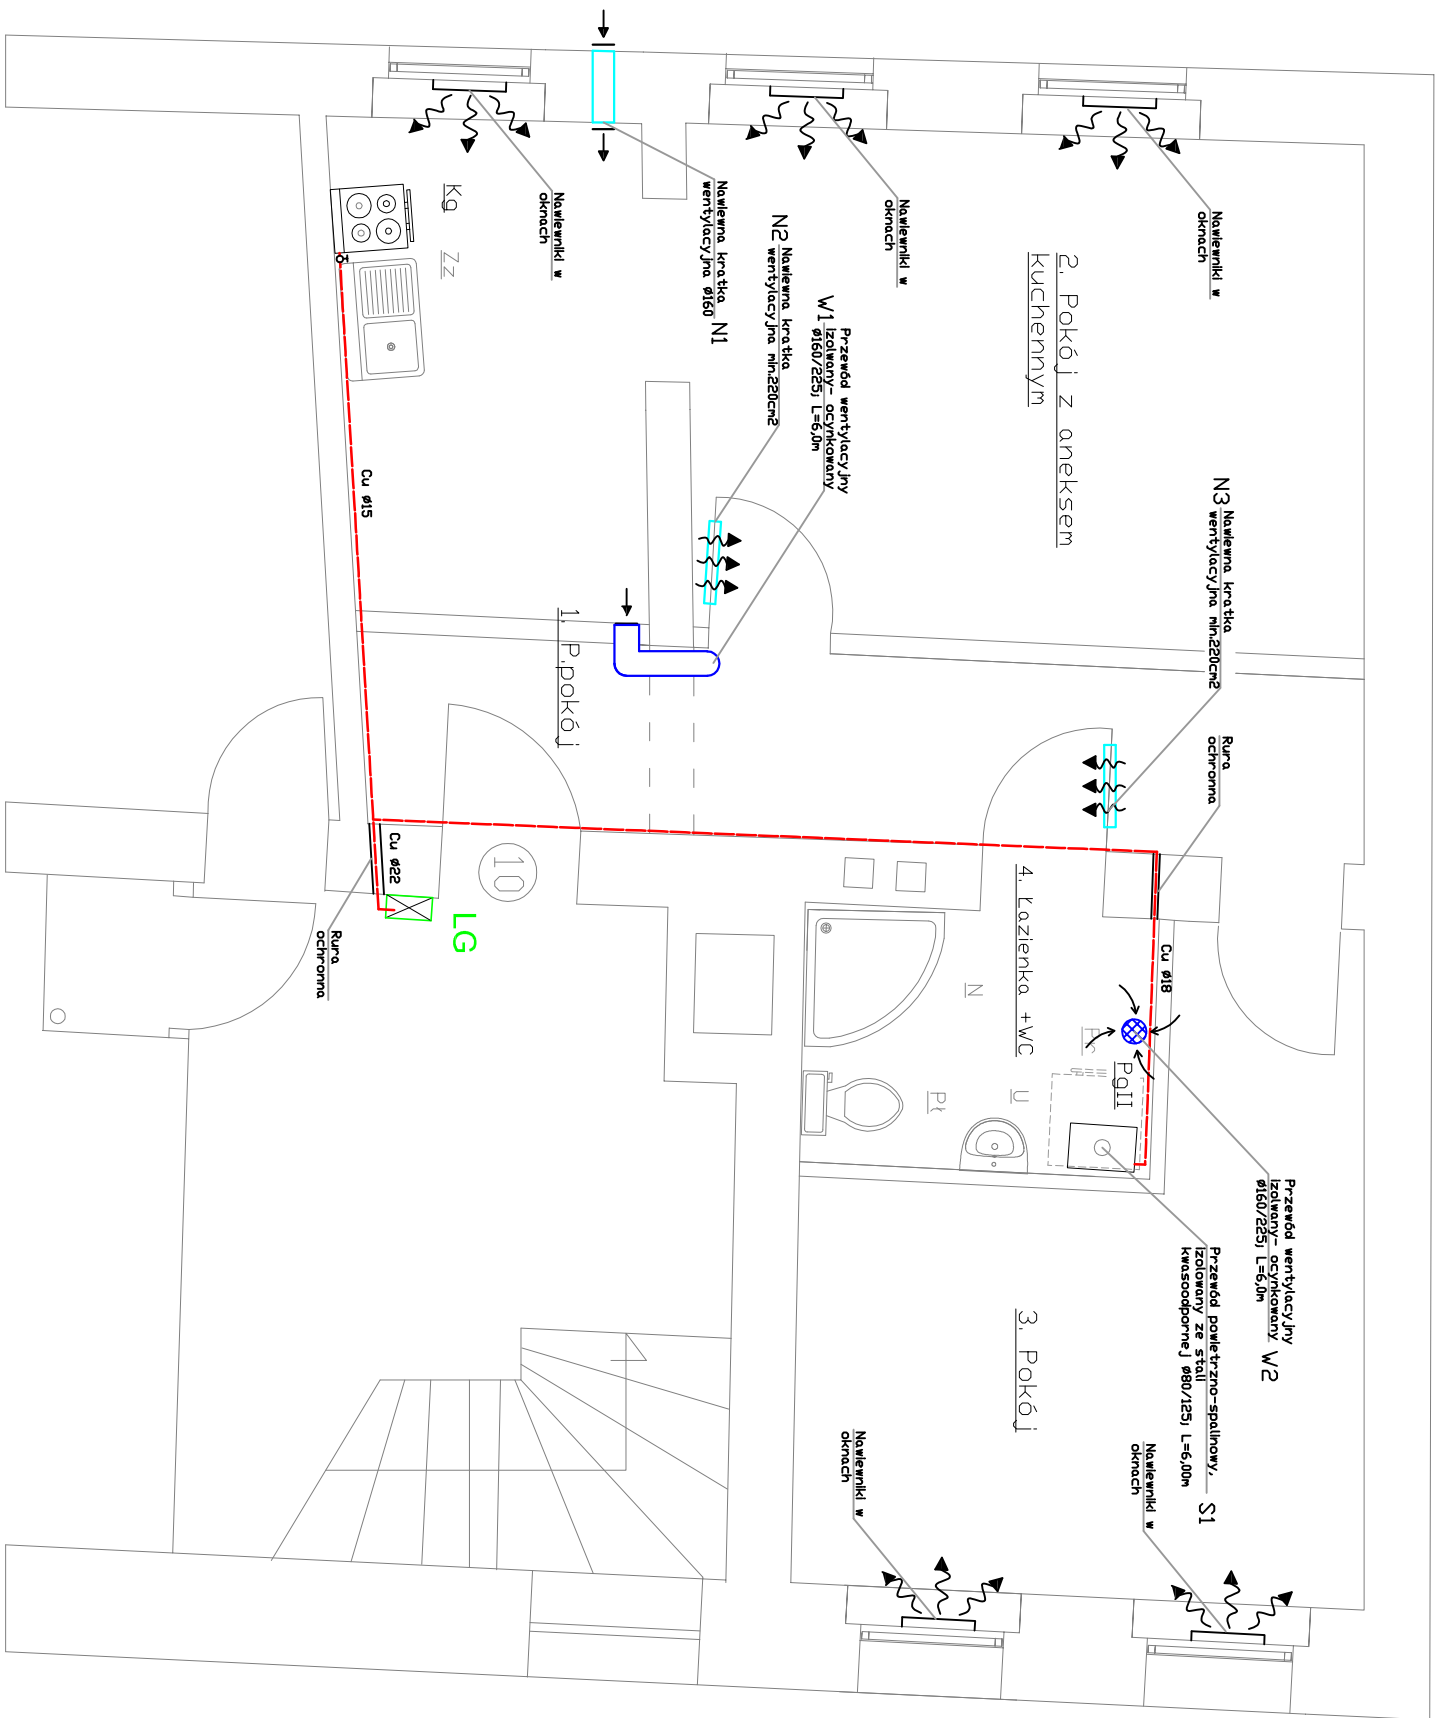 Nawiewniki w
oknach
Nawiewniki w
oknach
Nawiewniki w
oknach
2. Pokój z aneksem
kuchennym
N3
Nawiewna kratka
wentylacyjna min.220cm2
Rura
ochronna
Nawiewna kratka
wentylacyjna ø160
N1
N2
Nawiewna kratka
wentylacyjna min.220cm2
W1
Przewód wentylacyjny
izolwany- ocynkowany
ø160/225; L=6,0m
Kg
Zz
Cu ø15
1. P.pokój
Cu ø22
10
LG
Rura
ochronna
4. Łazienka +WC
Cu ø18
N
Pr
PgII
U
Pł
Przewód wentylacyjny
izolwany- ocynkowany
ø160/225; L=6,0m
W2
Przewód powietrzno-spalinowy,
izolowany ze stali
kwasoodpornej ø80/125; L=6,00m
S1
3. Pokój
Nawiewniki w
oknach
Nawiewniki w
oknach